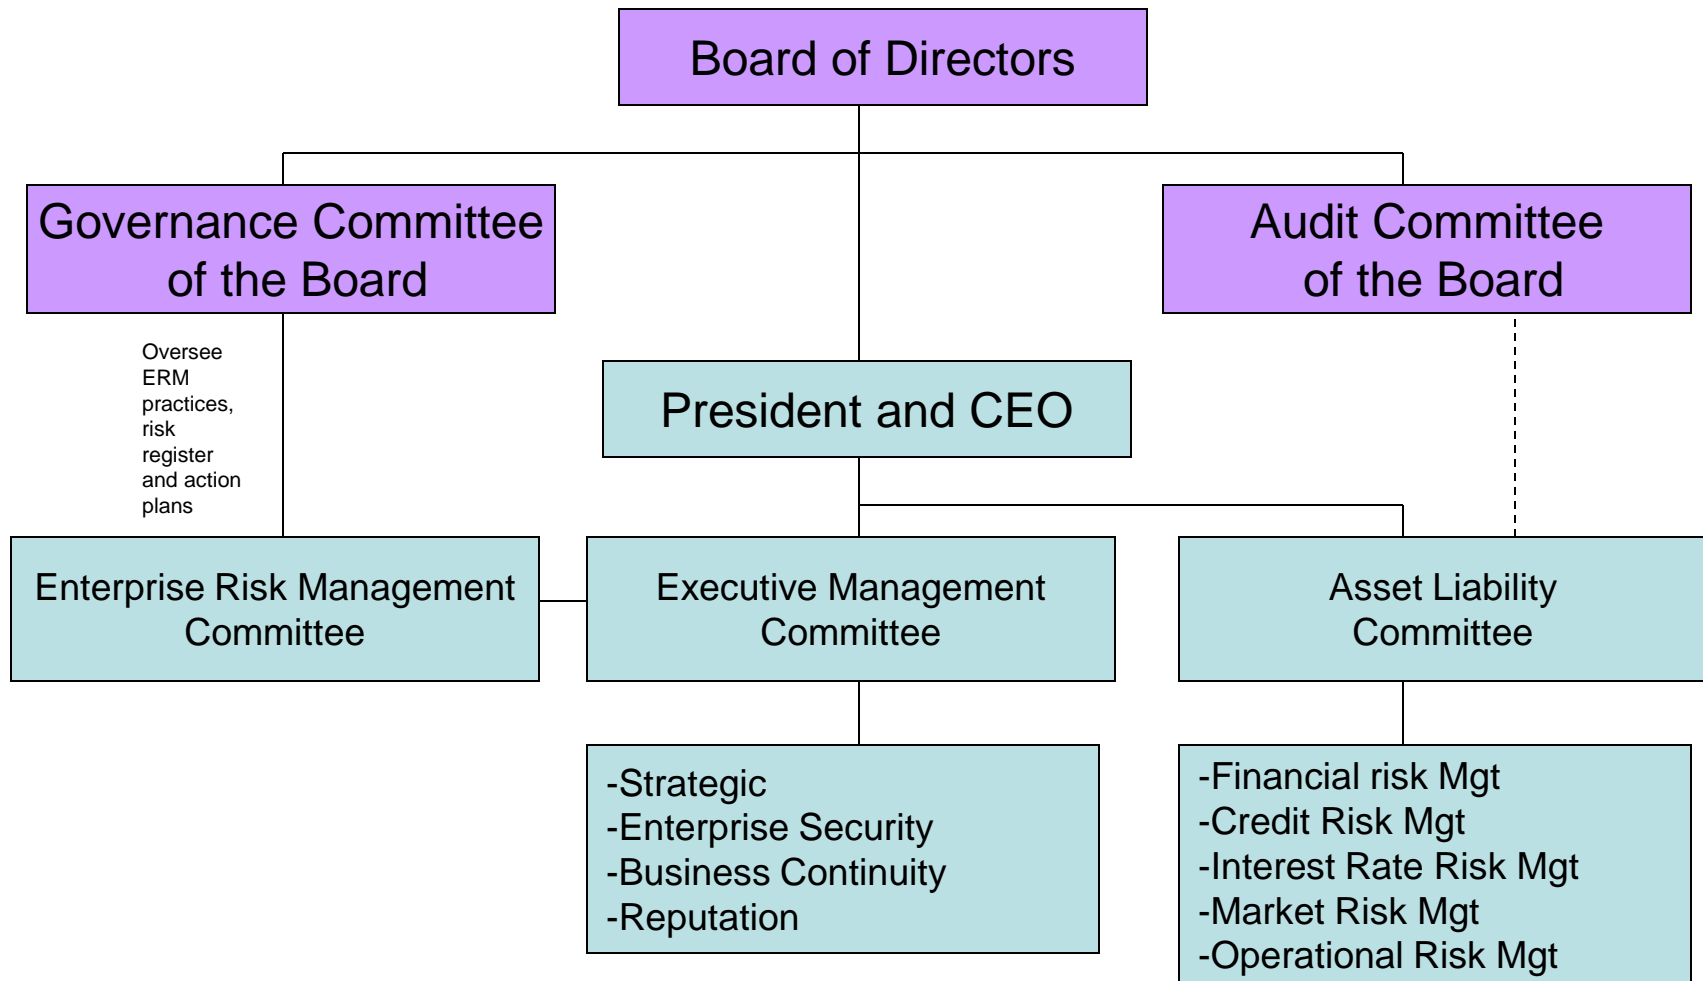 Board of Directors
Governance Committee
of the Board
Audit Committee
of the Board
Oversee
ERM
practices,
risk
register
and action
plans
President and CEO
Enterprise Risk Management
Committee
Executive Management
Committee
Asset Liability
Committee
-Strategic
-Enterprise Security
-Business Continuity
-Reputation
-Financial risk Mgt
-Credit Risk Mgt
-Interest Rate Risk Mgt
-Market Risk Mgt
-Operational Risk Mgt